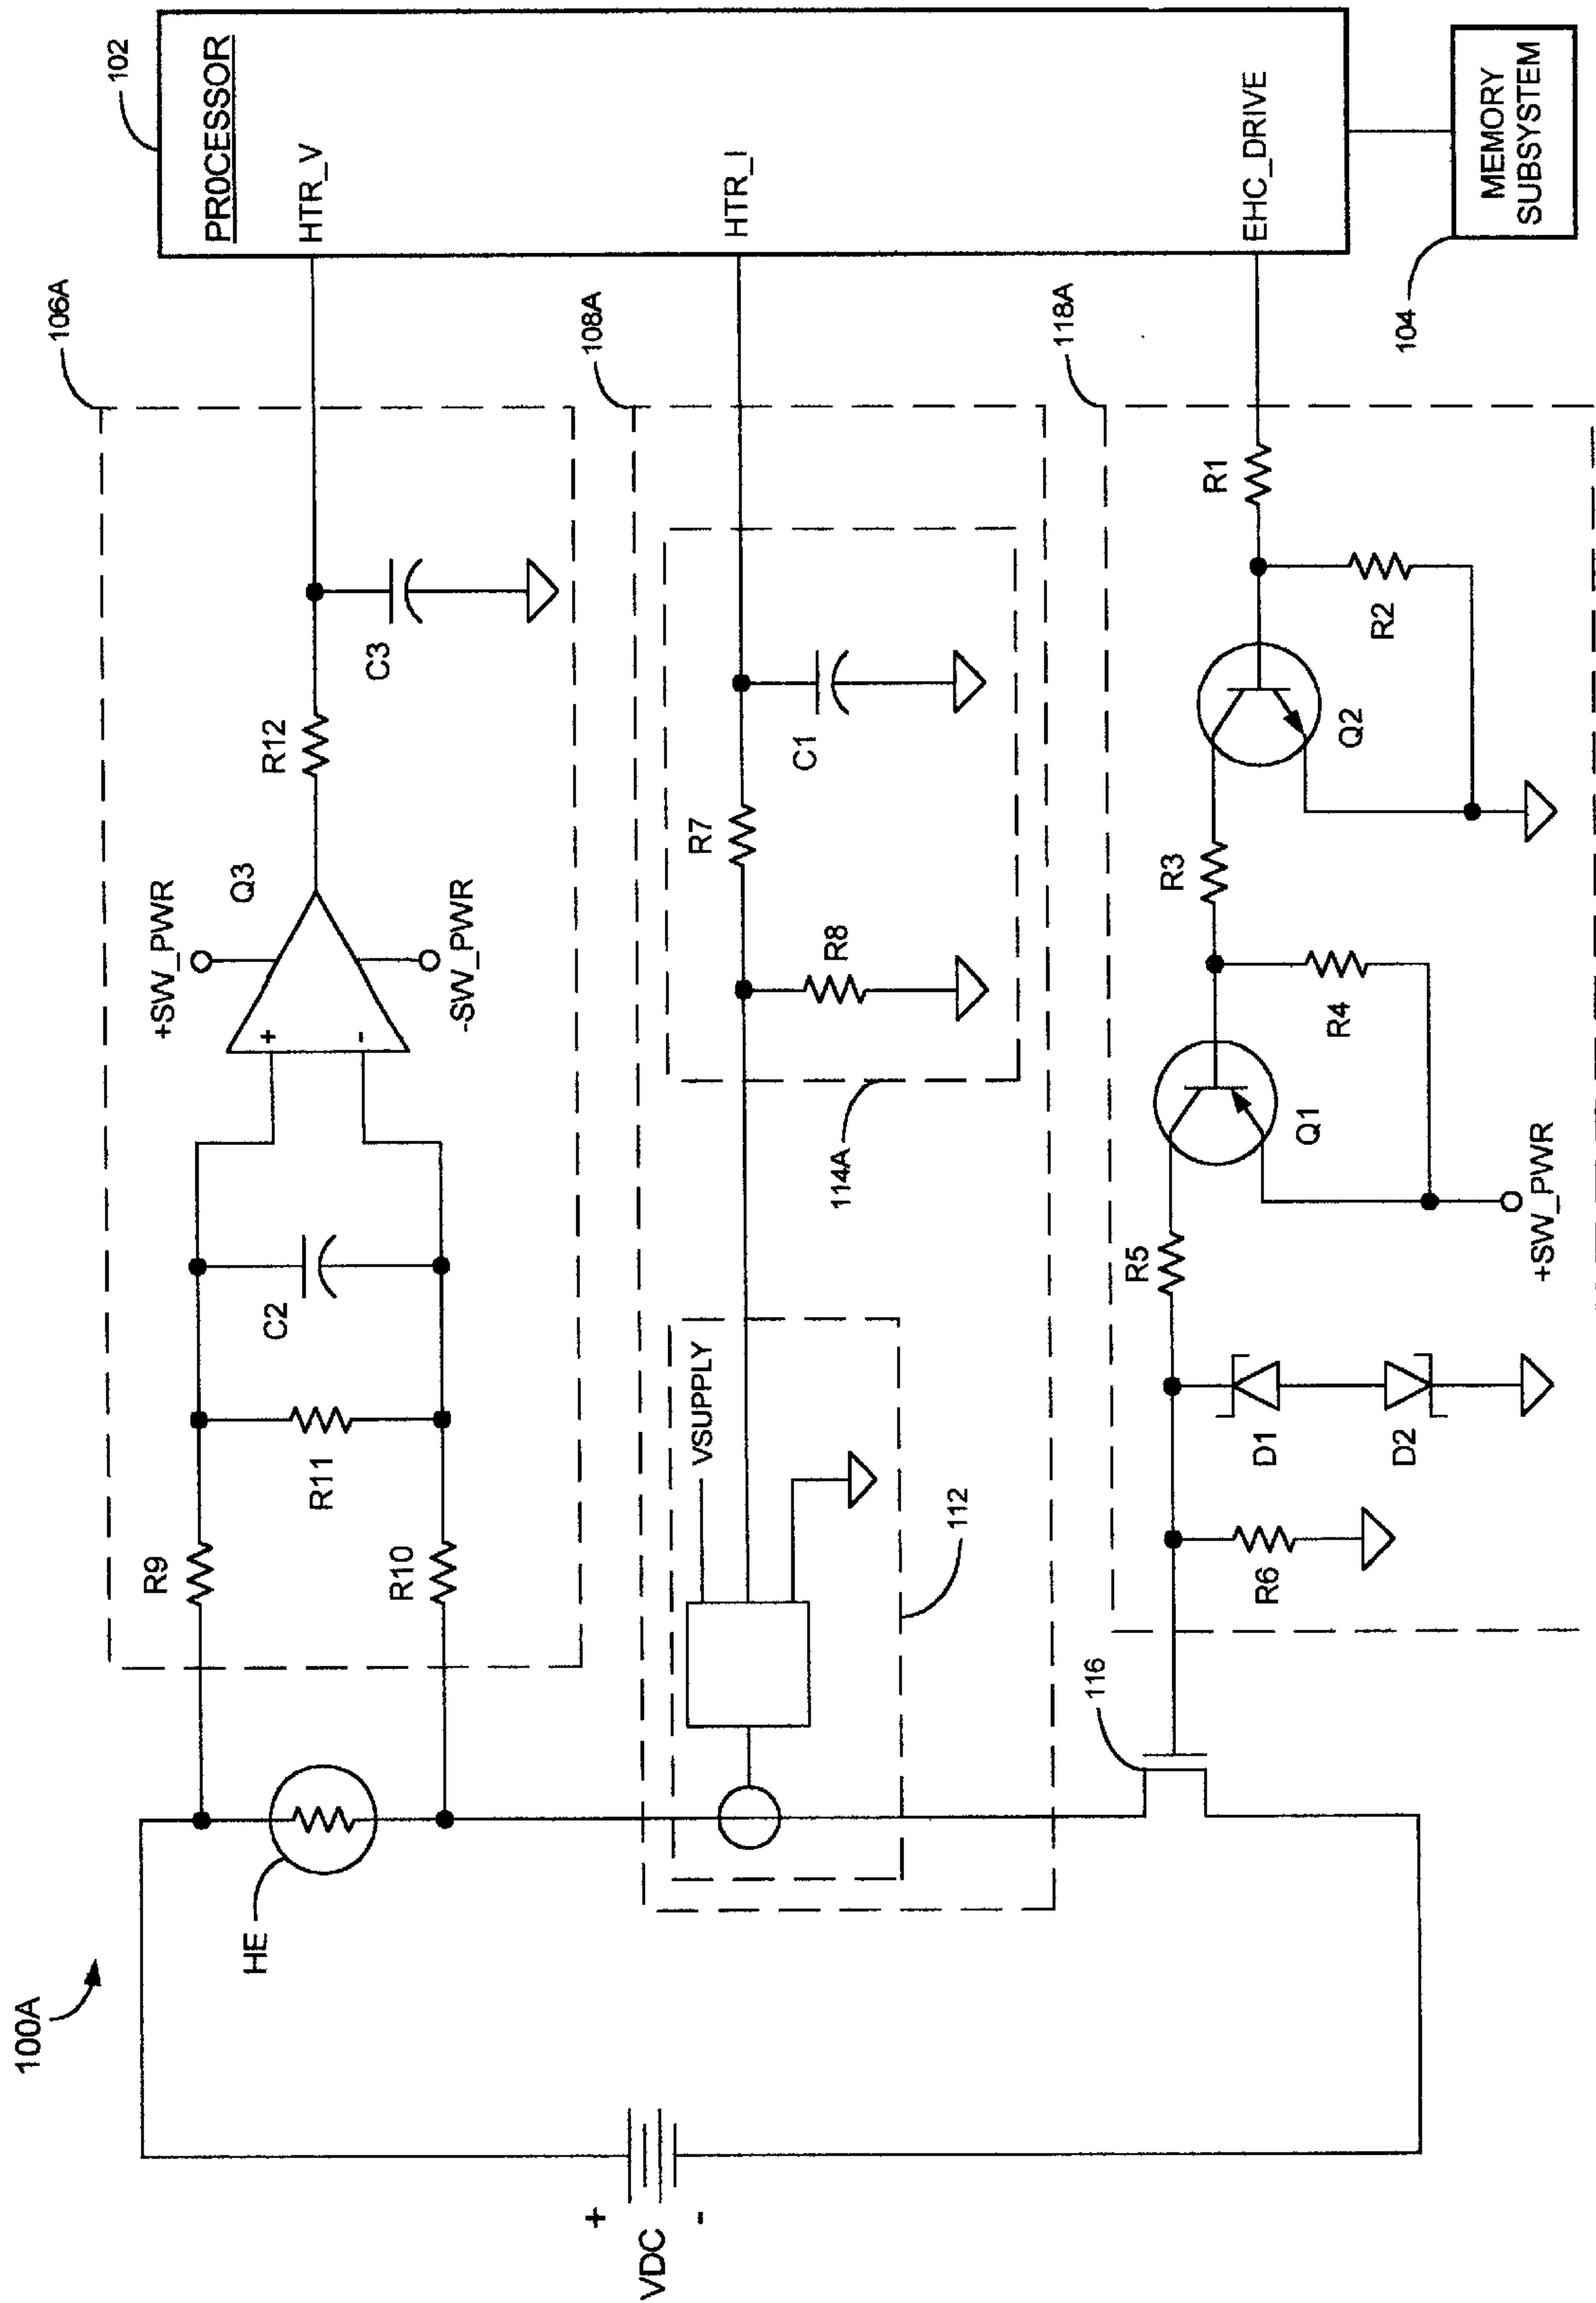 100A
102
PROCESSOR
HTR_V
HTR_I
EHC_DRIVE
MEMORY
SUBSYSTEM
104
106A
+SW_PWR
Q3
-SW_PWR
+
-
R12
C3
C2
R11
R9
R10
HE
108A
R7
C1
R8
114A
VSUPPLY
112
118A
R1
R2
Q2
R3
R4
Q1
+SW_PWR
R5
D1
D2
R6
116
+
VDC
-